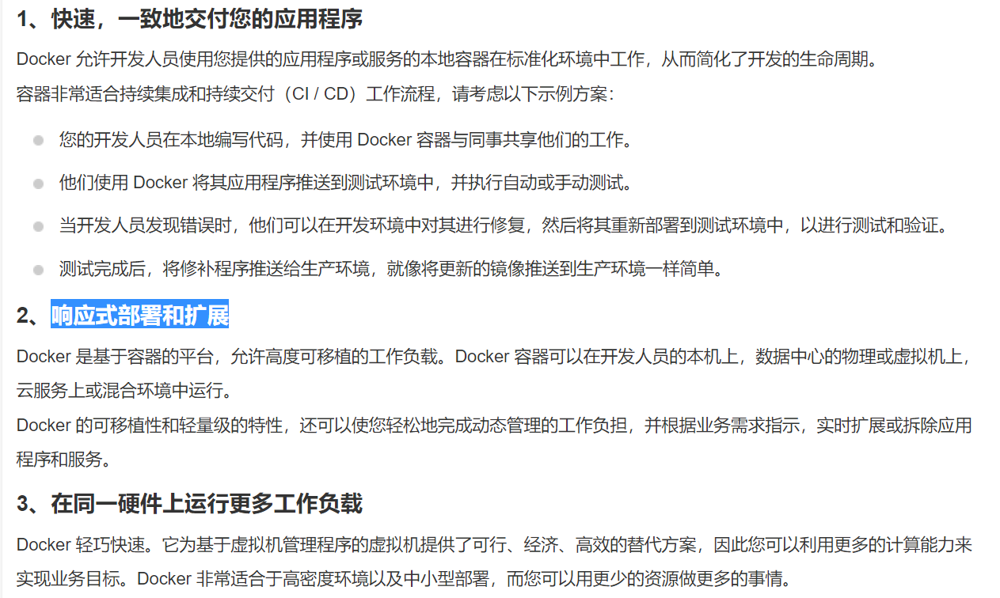 1、快速，一致地交付您的应用程序
Docker 允许开发人员使用您提供的应用程序或服务的本地容器在标准化环境中工作，从而简化了开发的生命周期。
容器非常适合持续集成和持续交付（CI / CD）工作流程，请考虑以下示例方案：
您的开发人员在本地编写代码，并使用 Docker 容器与同事共享他们的工作。
他们使用 Docker 将其应用程序推送到测试环境中，并执行自动或手动测试。
当开发人员发现错误时，他们可以在开发环境中对其进行修复，然后将其重新部署到测试环境中，以进行测试和验证。
测试完成后，将修补程序推送给生产环境，就像将更新的镜像推送到生产环境一样简单。
2、响应式部署和扩展
Docker 是基于容器的平台，允许高度可移植的工作负载。Docker 容器可以在开发人员的本机上，数据中心的物理或虚拟机上，
云服务上或混合环境中运行。
Docker 的可移植性和轻量级的特性，还可以使您轻松地完成动态管理的工作负担，并根据业务需求指示，实时扩展或拆除应用
程序和服务。
3、在同一硬件上运行更多工作负载
Docker 轻巧快速。它为基于虚拟机管理程序的虚拟机提供了可行、经济、高效的替代方案，因此您可以利用更多的计算能力来
实现业务目标。Docker 非常适合于高密度环境以及中小型部署，而您可以用更少的资源做更多的事情。